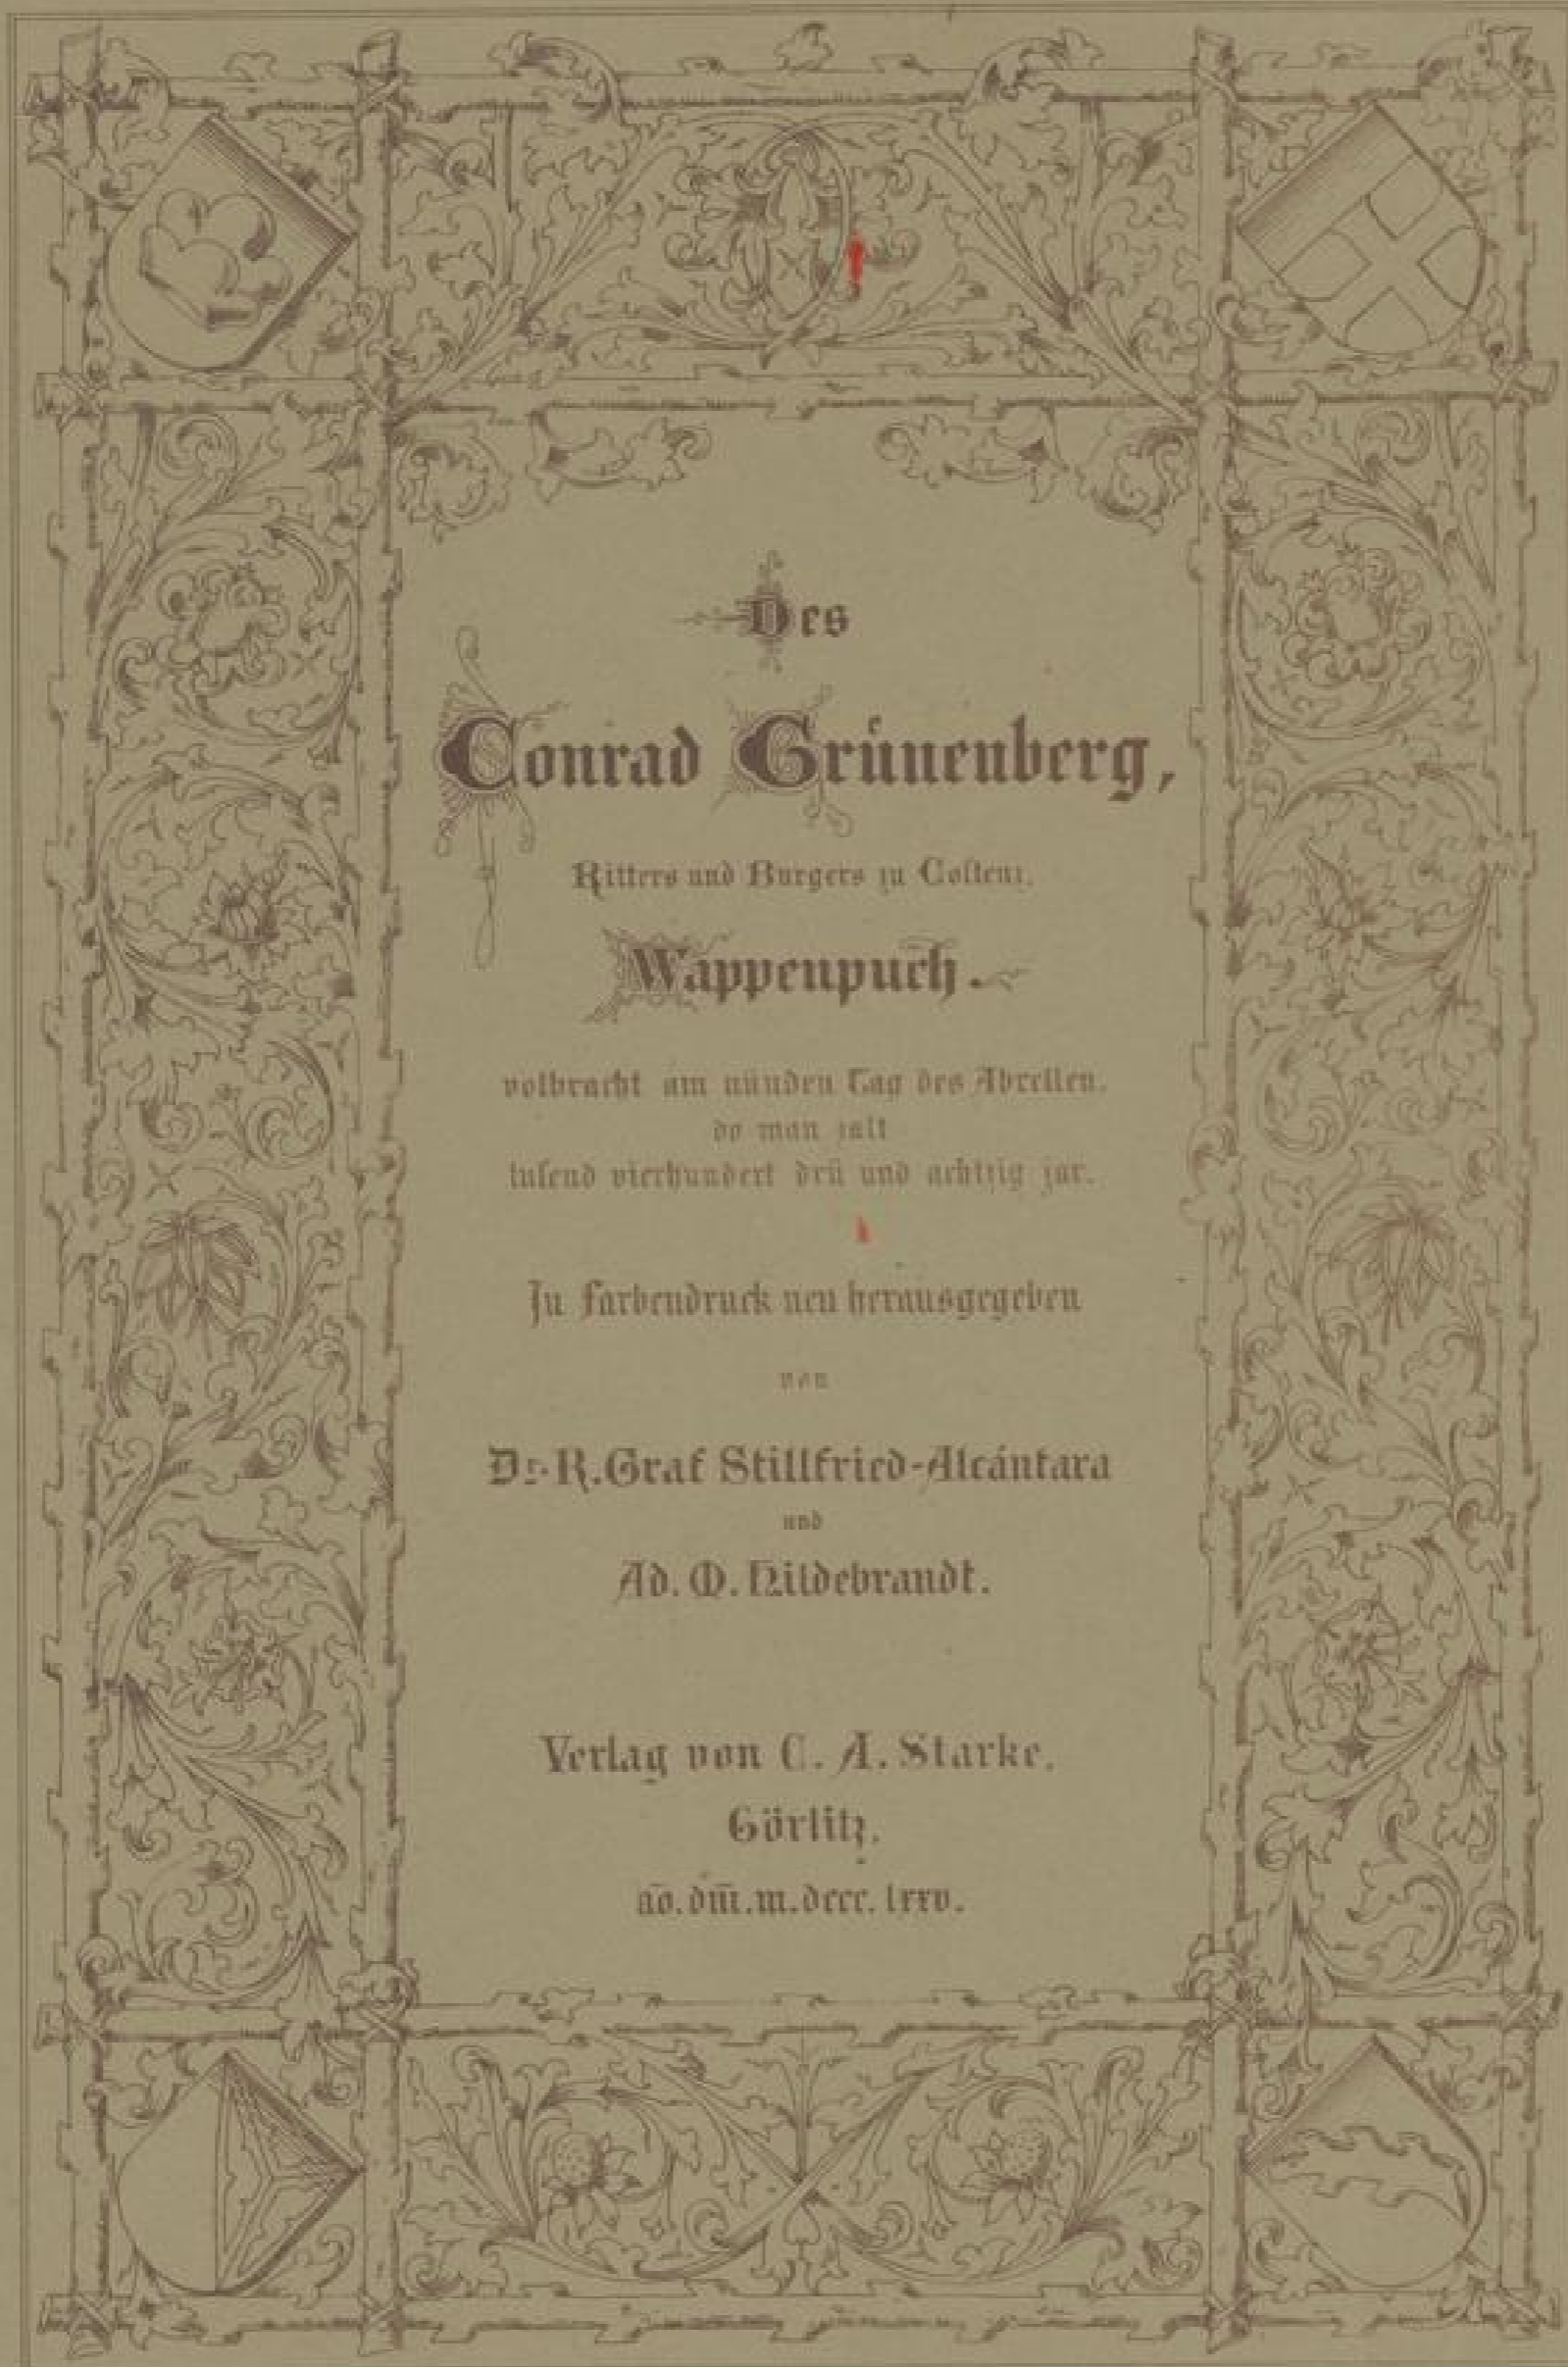 Des
Conrad Grünenberg,
Ritters und Burgers zu Costenz,
Wappenpuch.
volbracht am nünden Tag des Abrellen,
do man zalt
tusend vierhundert drü und achtzig jar.
In Farbendruck neu herausgegeben
von
Dr. R. Graf Stillfried-Alcántara
und
Ad. M. Hildebrandt.
Verlag von C. A. Starke.
Görlitz,
ao. dm̄. m. dccc. lxxv.